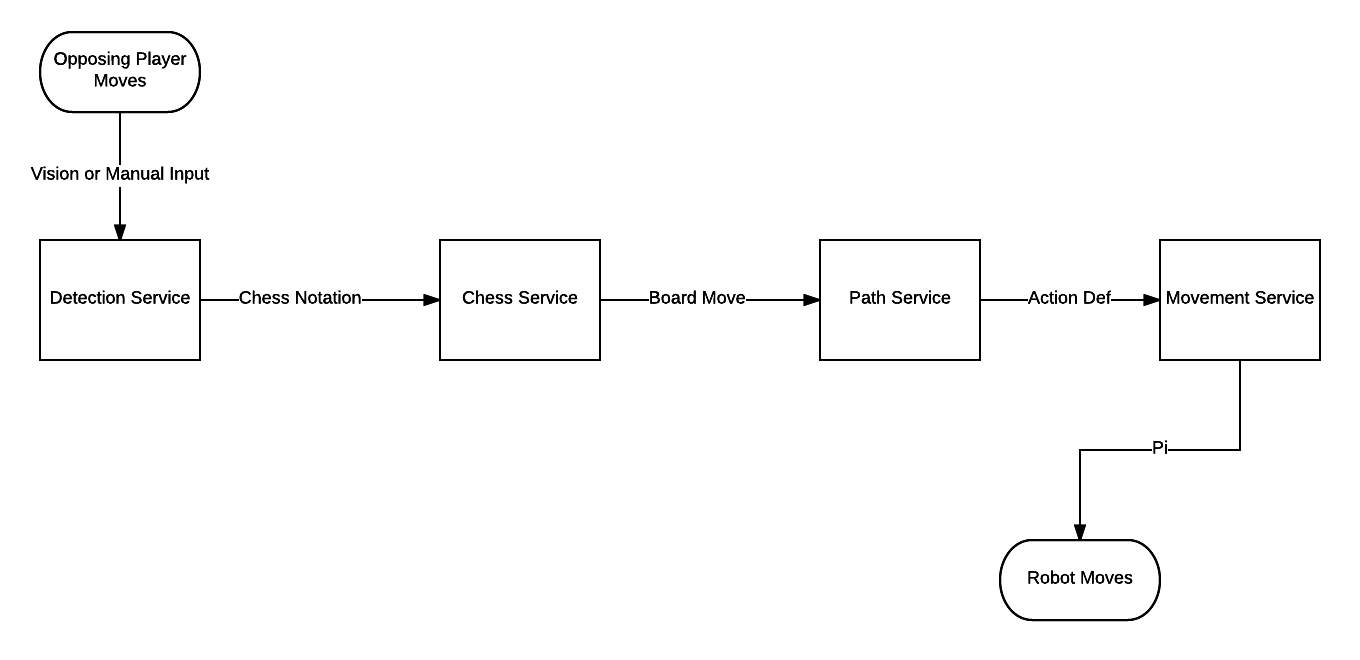 Opposing Player
Moves
Vision or Manual Input
Detection Service
Chess Notation
Chess Service
Board Move
Path Service
Action Def
Movement Service
Pi
Robot Moves